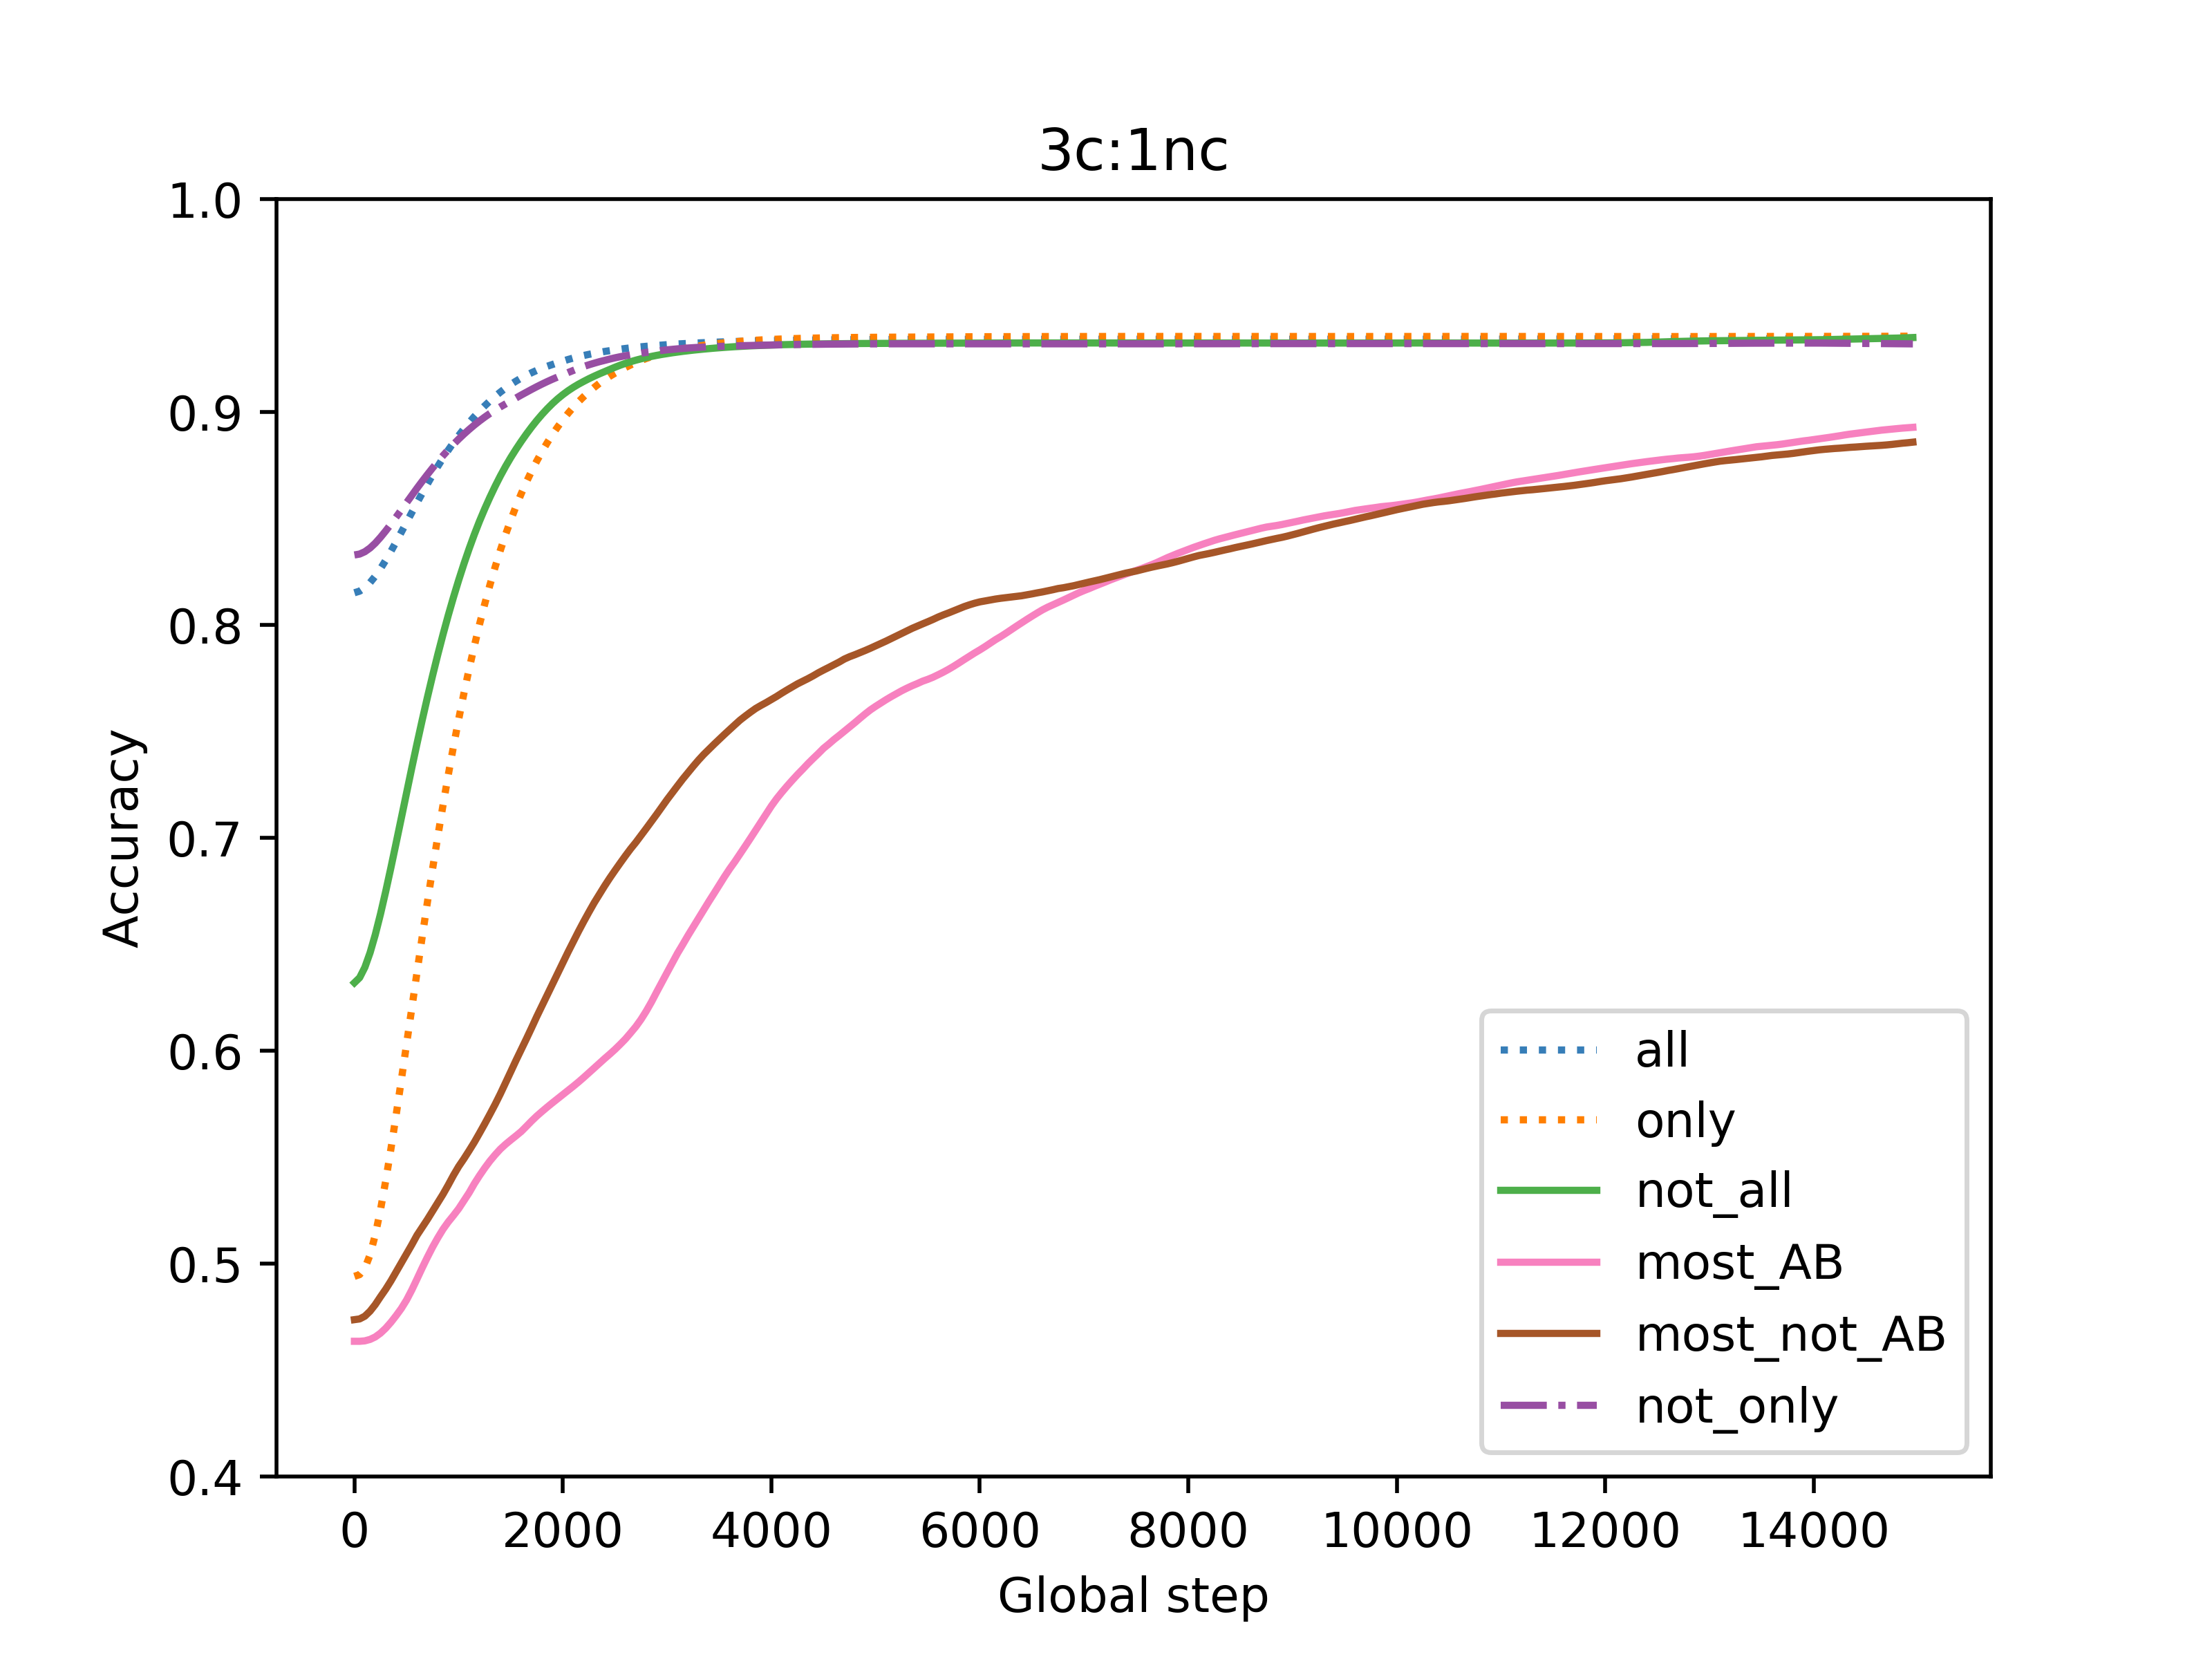 3c:1nc
1.0
0.9
0.8
0.7
0.6
0.5
0.4
Accuracy
0 2000 4000 6000 8000 10000 12000 14000
Global step
all
only
not_all
most_AB
most_not_AB
not_only